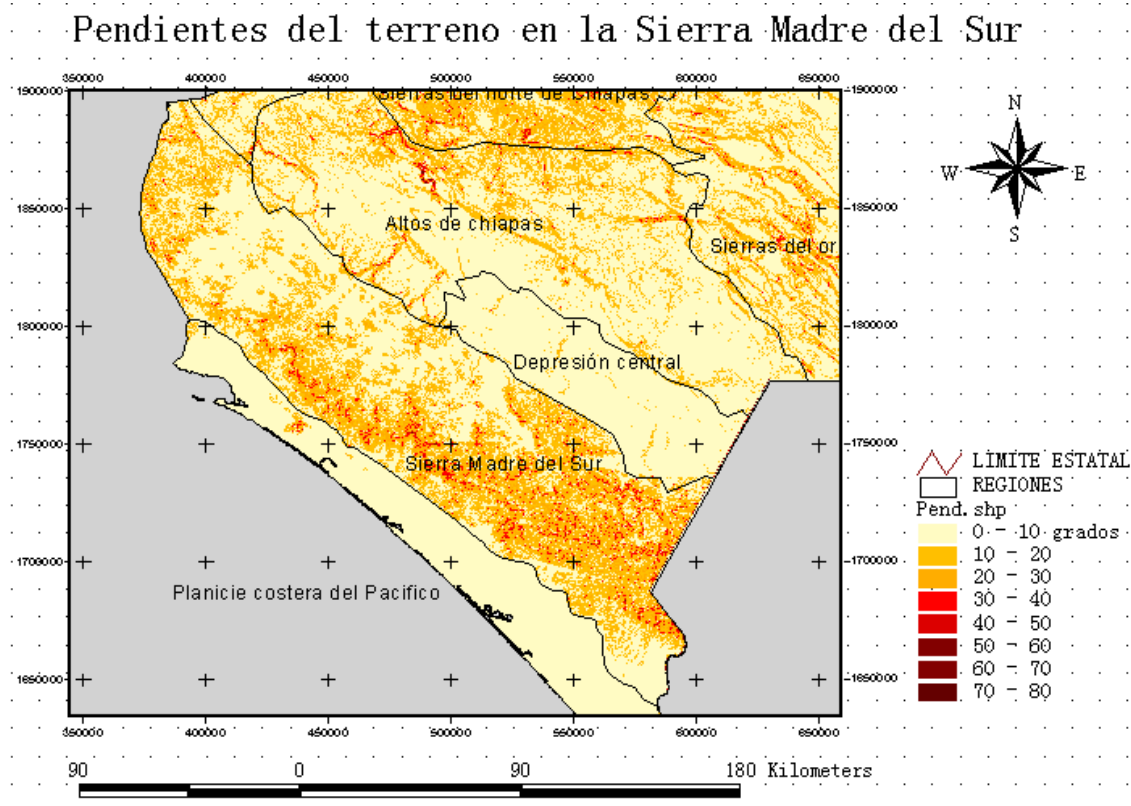 Pendientes del terreno en la Sierra Madre del Sur
350000 400000 450000 500000 550000 600000 650000
1900000 1900000
Sierras del norte de Chiapas
N
W E
S
1850000 1850000
Altos de chiapas
Sierras del or
1800000 1800000
Depresión central
1750000 1750000
Sierra Madre del Sur
LIMITE ESTATAL
REGIONES
Pend.shp
0 - 10 grados
10 - 20
20 - 30
30 - 40
40 - 50
50 - 60
60 - 70
70 - 80
1700000 1700000
Planicie costera del Pacifico
1650000 1650000
350000 400000 450000 500000 550000 600000 650000
90 0 90 180 Kilometers